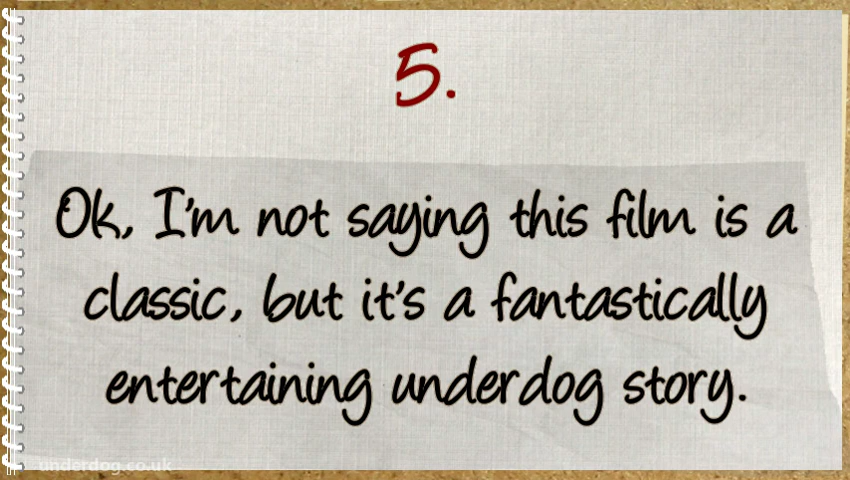 5.
Ok, I'm not saying this film is a
classic, but it's a fantastically
entertaining underdog story.
underdog.co.uk